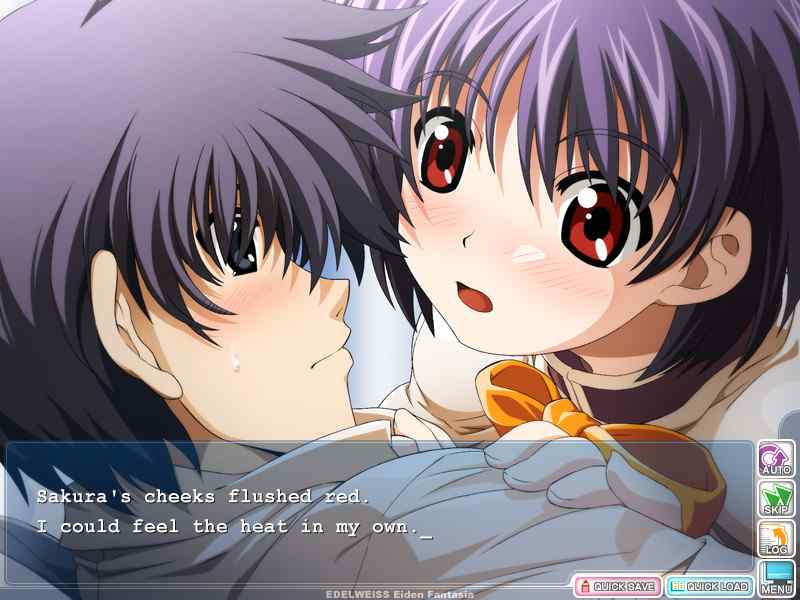 Sakura's cheeks flushed red.
I could feel the heat in my own._
AUTO
SKIP
LOG
MENU
QUICK SAVE
QUICK LOAD
EDELWEISS Eiden Fantasia